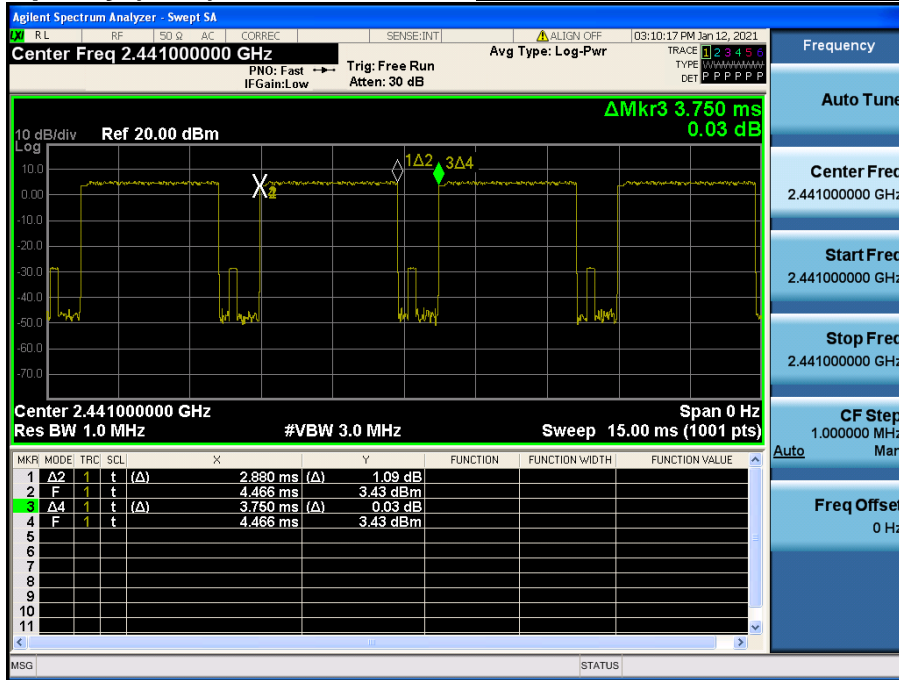 Agilent Spectrum Analyzer - Swept SA
LXI RL RF 50 Ω AC CORREC SENSE:INT ALIGN OFF 03:10:17 PM Jan 12, 2021
Center Freq 2.441000000 GHz
PNO: Fast
IFGain:Low
Trig: Free Run
Atten: 30 dB
Avg Type: Log-Pwr
TRACE 1 2 3 4 5 6
TYPE
DET P P P P P P
ΔMkr3 3.750 ms
0.03 dB
10 dB/div Ref 20.00 dBm
Log
10.0
0.00
-10.0
-20.0
-30.0
-40.0
-50.0
-60.0
-70.0
X 2
1Δ2
3Δ4
Center 2.441000000 GHz Span 0 Hz
Res BW 1.0 MHz #VBW 3.0 MHz Sweep 15.00 ms (1001 pts)
MKR MODE TRC SCL X Y FUNCTION FUNCTION WIDTH FUNCTION VALUE
1 Δ2 1 t (Δ) 2.880 ms (Δ) 1.09 dB
2 F 1 t 4.466 ms 3.43 dBm
3 Δ4 1 t (Δ) 3.750 ms (Δ) 0.03 dB
4 F 1 t 4.466 ms 3.43 dBm
5
6
7
8
9
10
11
MSG STATUS
Frequency
Auto Tune
Center Freq
2.441000000 GHz
Start Freq
2.441000000 GHz
Stop Freq
2.441000000 GHz
CF Step
1.000000 MHz
Auto Man
Freq Offset
0 Hz